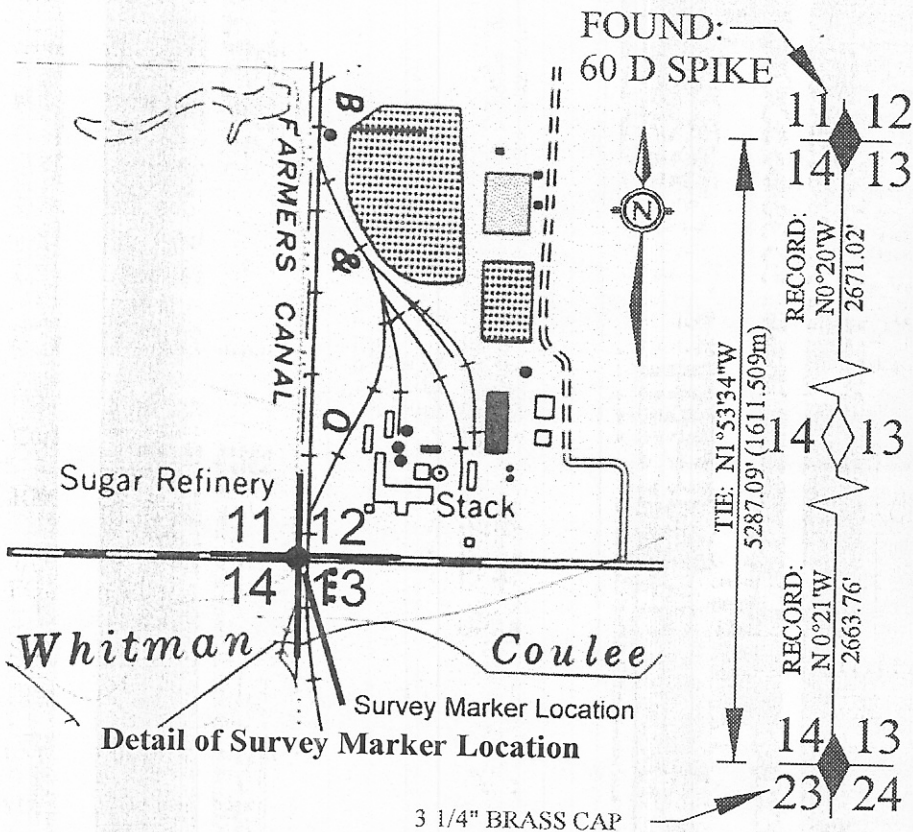 FOUND:
60 D SPIKE
11 12
14 13
B & Q
FARMERS CANAL
N
RECORD:
N0°20'W
2671.02'
TIE: N1°53'34"W
5287.09' (1611.509m)
14 13
Sugar Refinery
Stack
11 12
14 13
RECORD:
N 0°21'W
2663.76'
Whitman Coulee
Survey Marker Location
Detail of Survey Marker Location
14 13
23 24
3 1/4" BRASS CAP